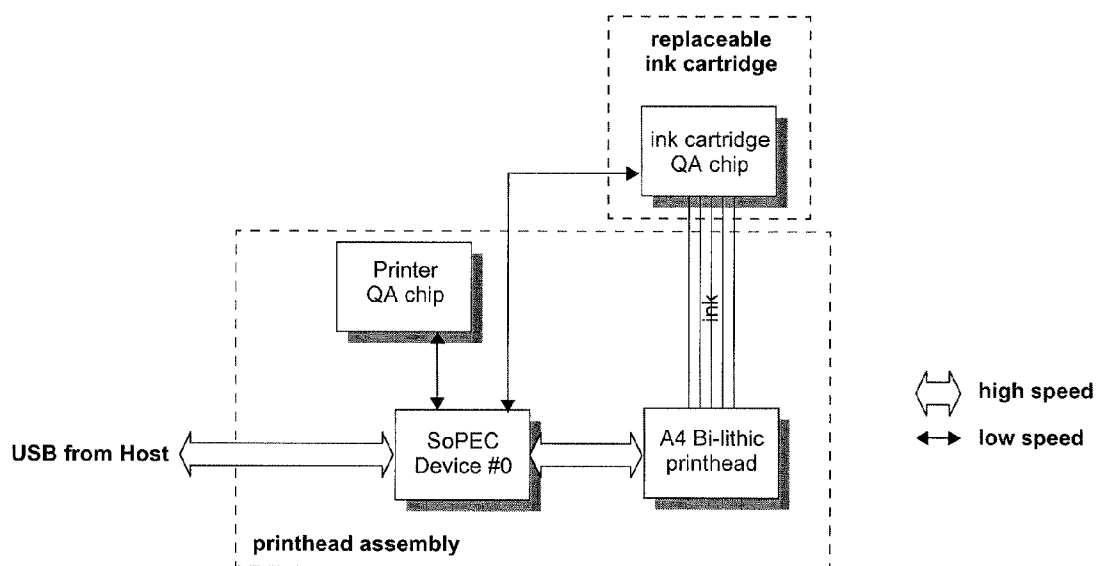 replaceable
ink cartridge
ink cartridge
QA chip
Printer
QA chip
ink
high speed
low speed
USB from Host
SoPEC
Device #0
A4 Bi-lithic
printhead
printhead assembly